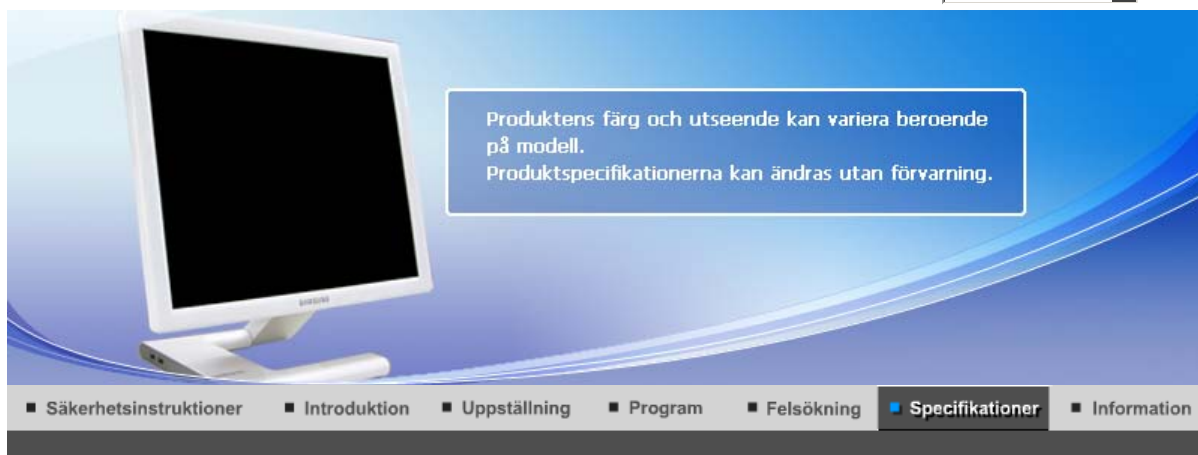 Produktens färg och utseende kan variera beroende
på modell.
Produktspecifikationerna kan ändras utan förvarning.
SAMSUNG
Säkerhetsinstruktioner
Introduktion
Uppställning
Program
Felsökning
Specifikationer
Information